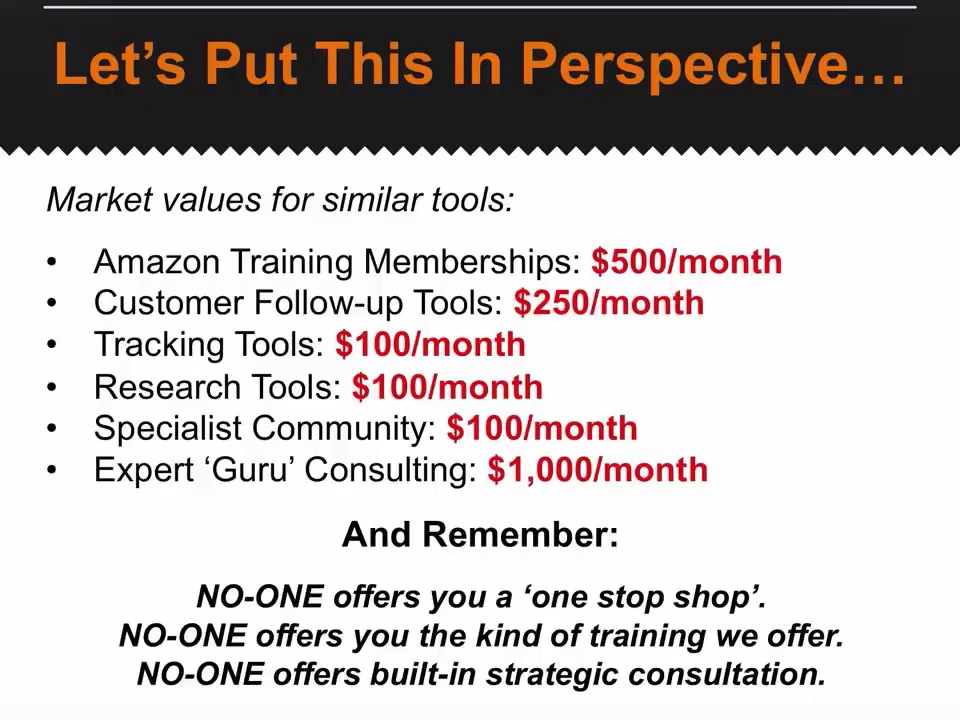 Let’s Put This In Perspective…
Market values for similar tools:
• Amazon Training Memberships: $500/month
• Customer Follow-up Tools: $250/month
• Tracking Tools: $100/month
• Research Tools: $100/month
• Specialist Community: $100/month
• Expert ‘Guru’ Consulting: $1,000/month
And Remember:
NO-ONE offers you a ‘one stop shop’.
NO-ONE offers you the kind of training we offer.
NO-ONE offers built-in strategic consultation.